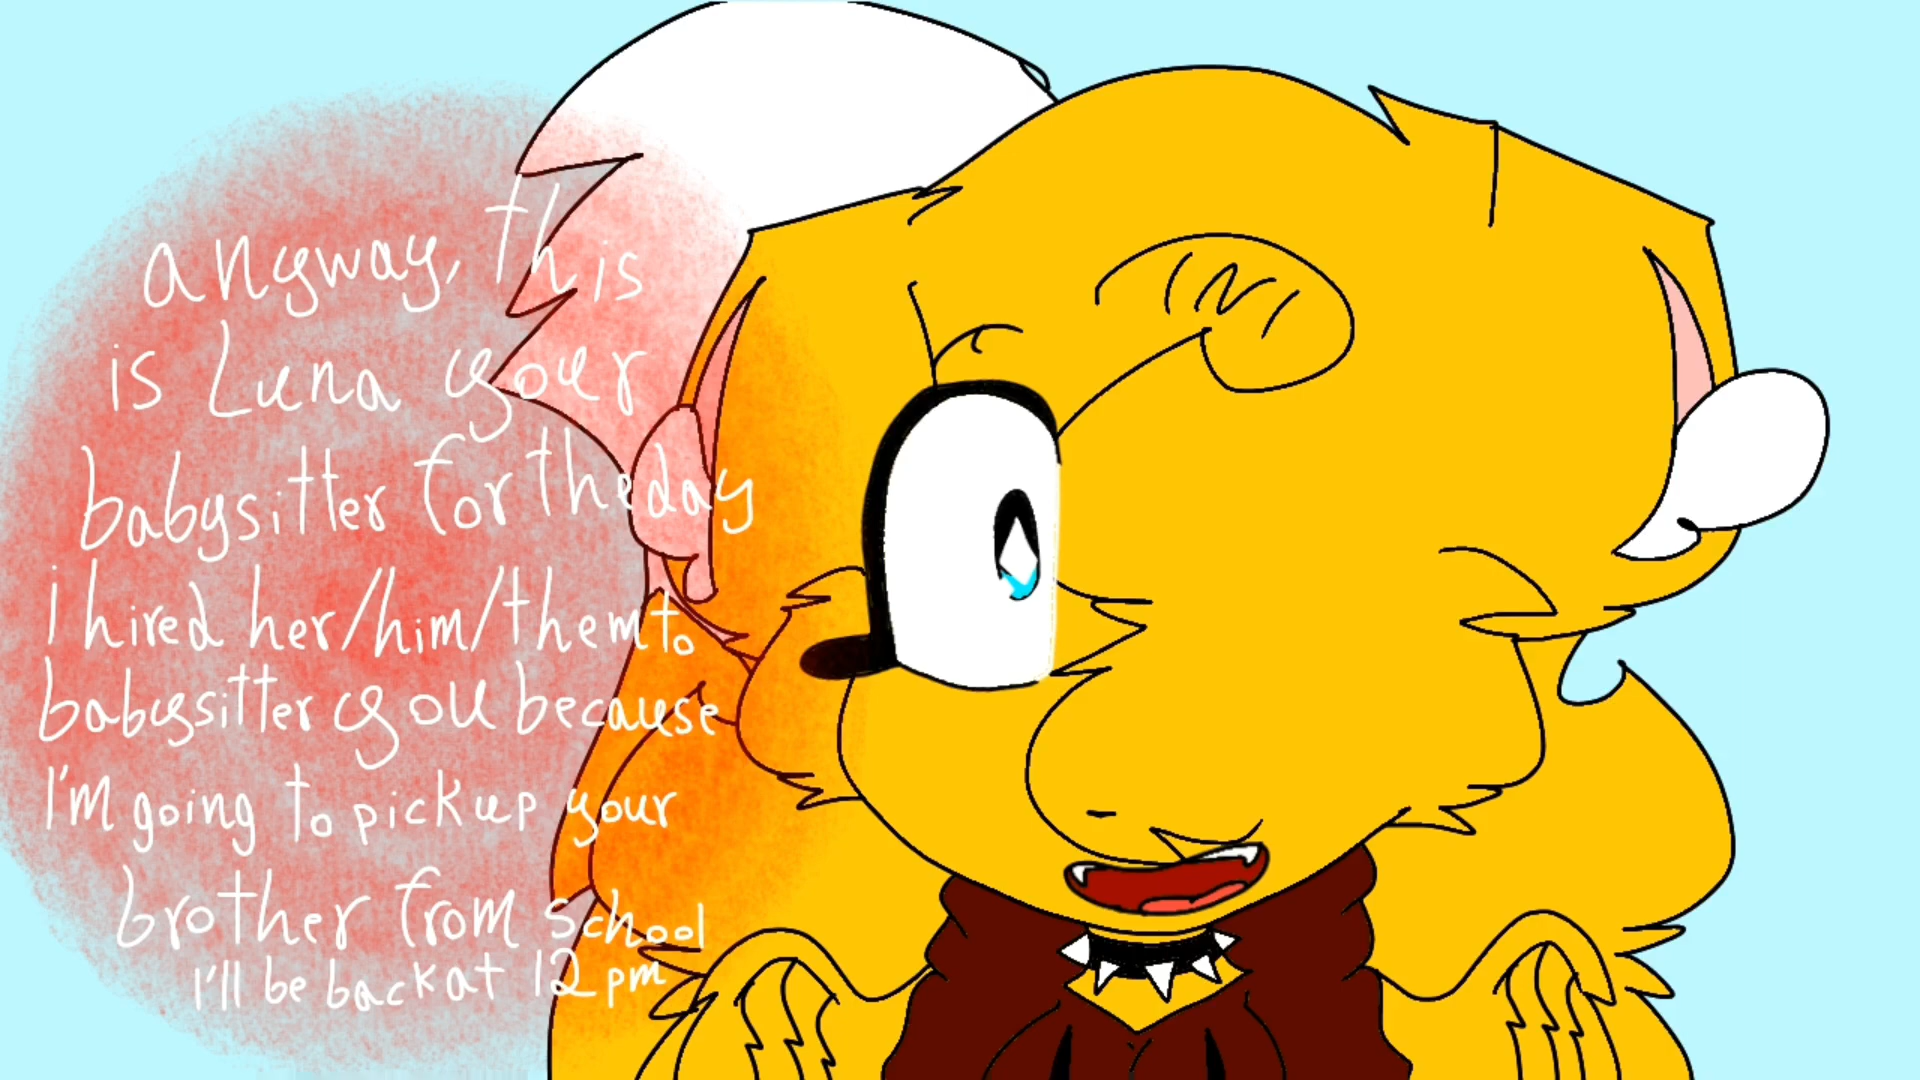 anyway, this
is Luna your
babysitter for the day
i hired her/him/them to
babysitter you because
I'm going to pick up your
brother from school
I'll be back at 12 pm